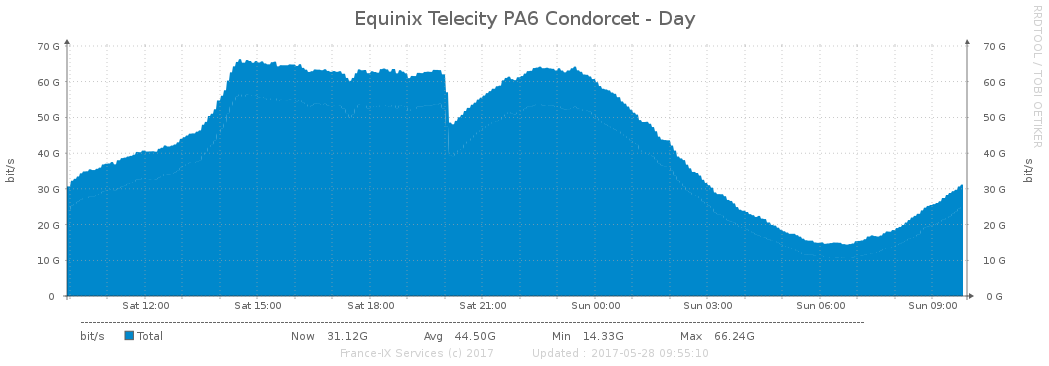 Equinix Telecity PA6 Condorcet - Day
RRDTOOL / TOBI OETIKER
70 G 70 G
60 G 60 G
50 G 50 G
40 G 40 G
30 G 30 G
20 G 20 G
10 G 10 G
0 0 G
bit/s bit/s
Sat 12:00 Sat 15:00 Sat 18:00 Sat 21:00 Sun 00:00 Sun 03:00 Sun 06:00 Sun 09:00
bit/s Total Now 31.12G Avg 44.50G Min 14.33G Max 66.24G
France-IX Services (c) 2017 Updated : 2017-05-28 09:55:10